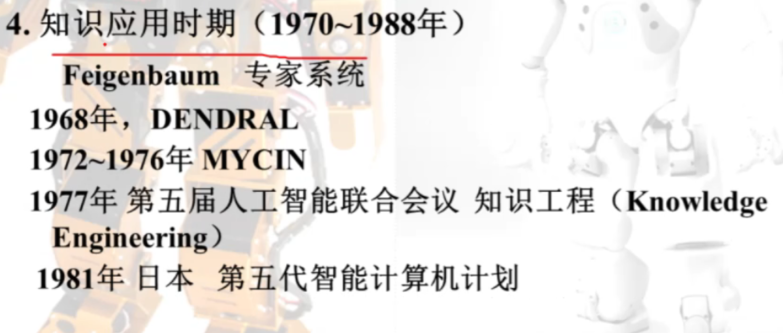 4. 知识应用时期（1970~1988年）
Feigenbaum 专家系统
1968年，DENDRAL
1972~1976年 MYCIN
1977年 第五届人工智能联合会议 知识工程（Knowledge
Engineering）
1981年 日本 第五代智能计算机计划